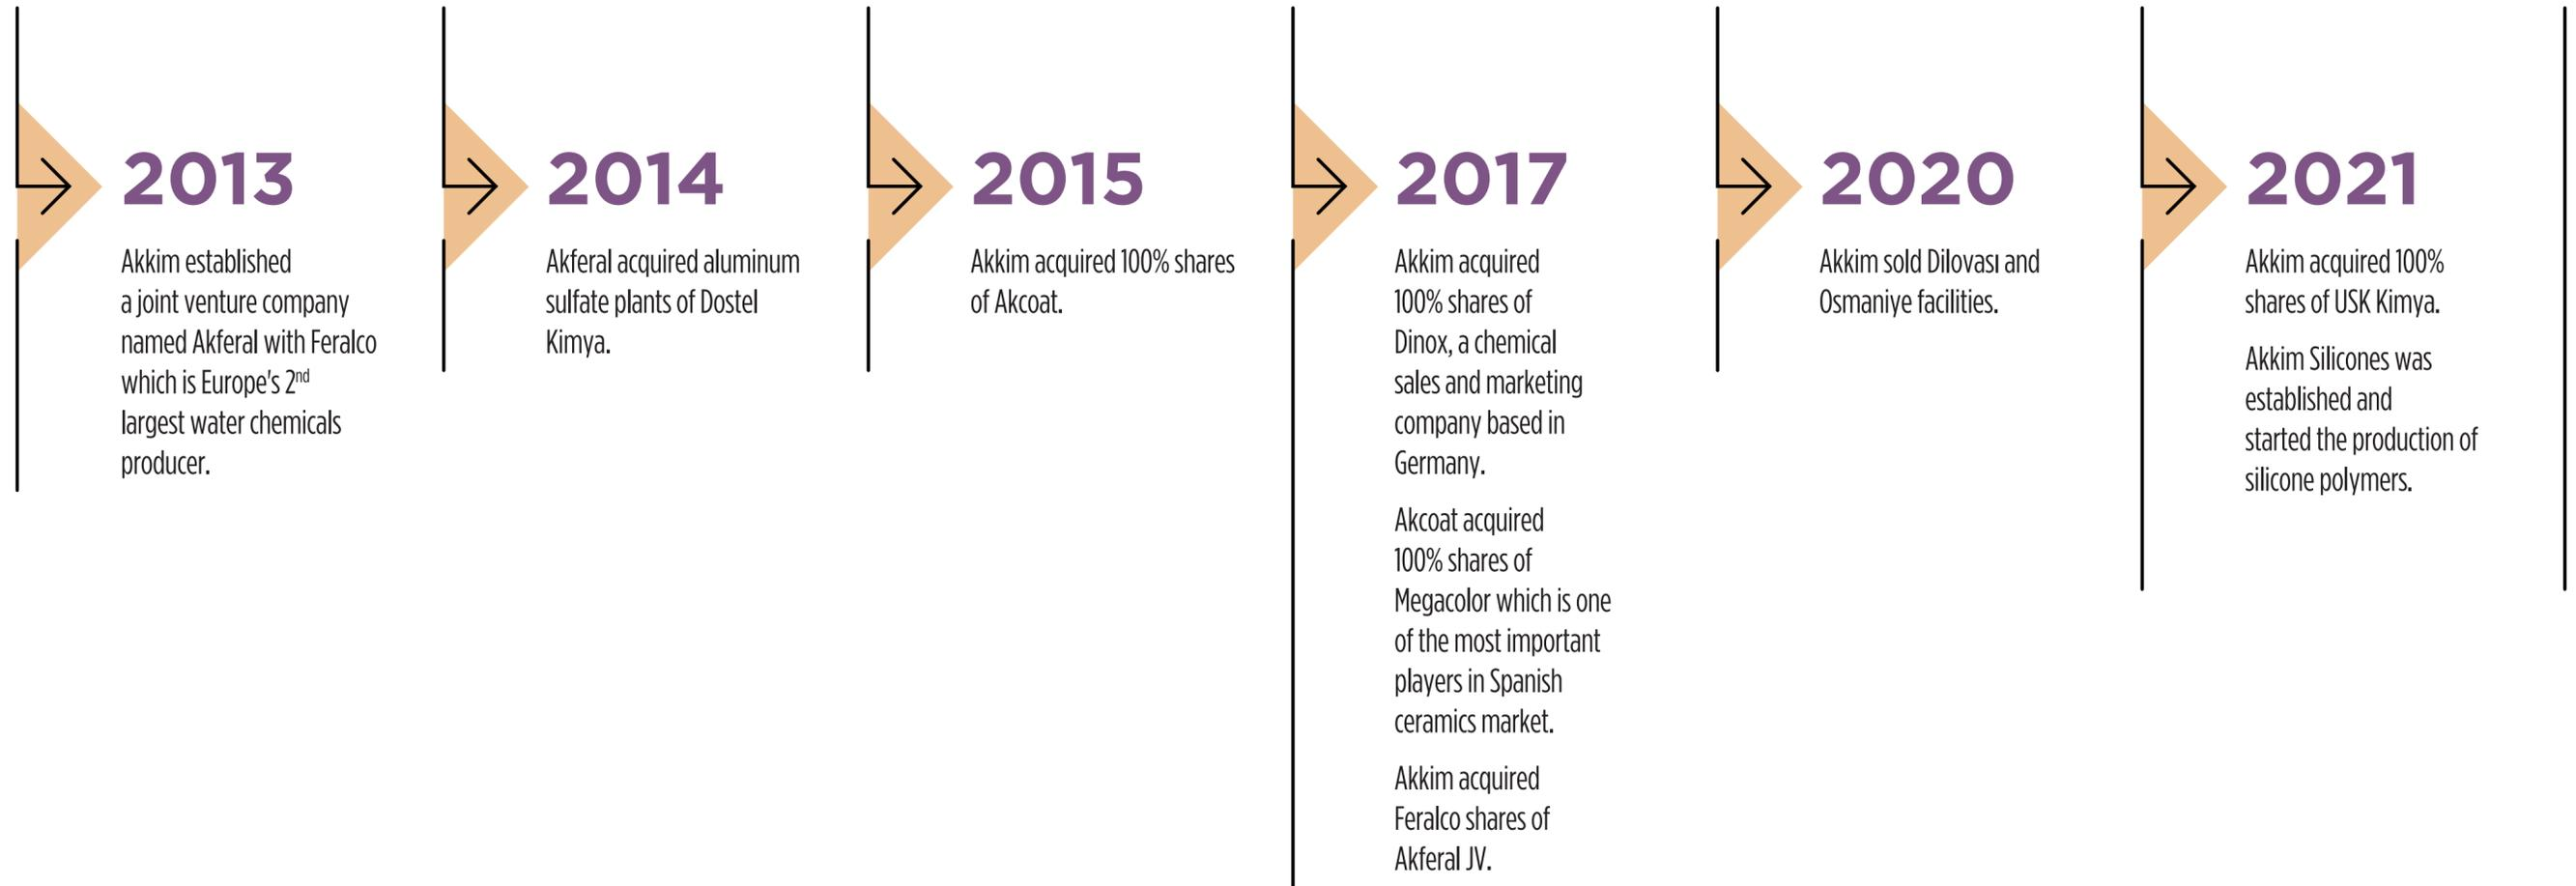 2013
Akkim established
a joint venture company
named Akferal with Feralco
which is Europe's 2nd
largest water chemicals
producer.
2014
Akferal acquired aluminum
sulfate plants of Dostel
Kimya.
2015
Akkim acquired 100% shares
of Akcoat.
2017
Akkim acquired
100% shares of
Dinox, a chemical
sales and marketing
company based in
Germany.
Akcoat acquired
100% shares of
Megacolor which is one
of the most important
players in Spanish
ceramics market.
Akkim acquired
Feralco shares of
Akferal JV.
2020
Akkim sold Dilovası and
Osmaniye facilities.
2021
Akkim acquired 100%
shares of USK Kimya.
Akkim Silicones was
established and
started the production of
silicone polymers.